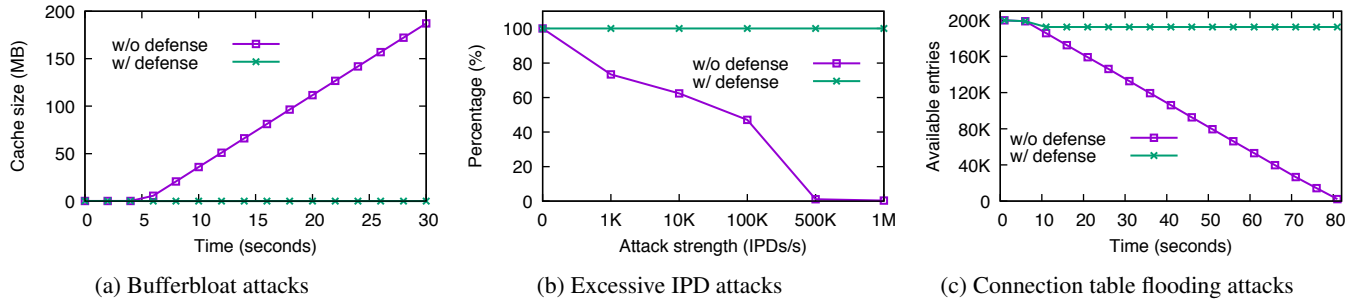 Cache size (MB)
200
150
100
50
0
w/o defense
w/ defense
0 5 10 15 20 25 30
Time (seconds)
(a) Bufferbloat attacks
Percentage (%)
100
80
60
40
20
0
w/o defense
w/ defense
0 1K 10K 100K 500K 1M
Attack strength (IPDs/s)
(b) Excessive IPD attacks
Available entries
200K
160K
120K
80K
40K
0
w/o defense
w/ defense
0 10 20 30 40 50 60 70 80
Time (seconds)
(c) Connection table flooding attacks